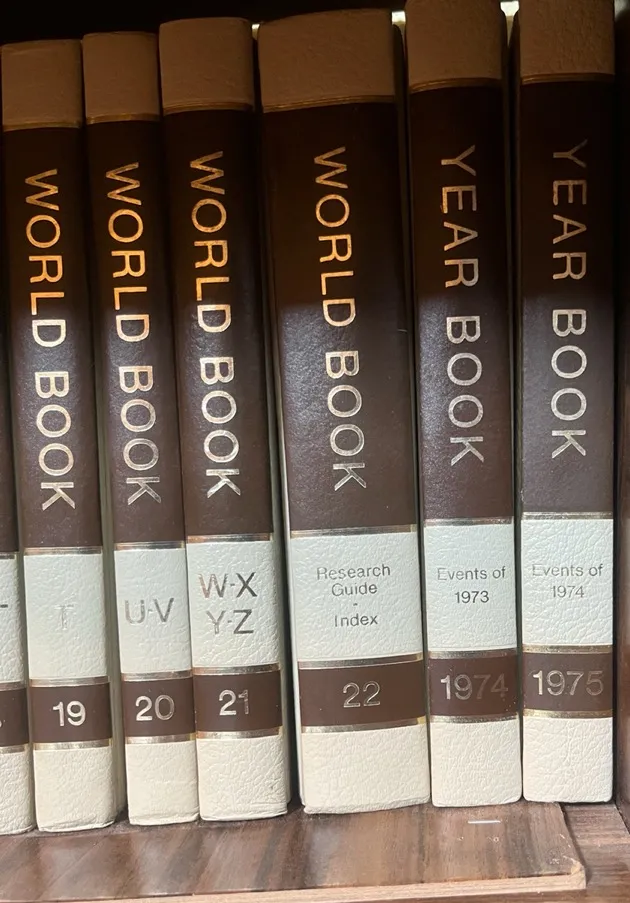 WORLD BOOK
T
19
WORLD BOOK
U-V
20
WORLD BOOK
W-X
Y-Z
21
WORLD BOOK
Research
Guide
-
Index
22
YEAR BOOK
Events of
1973
1974
YEAR BOOK
Events of
1974
1975